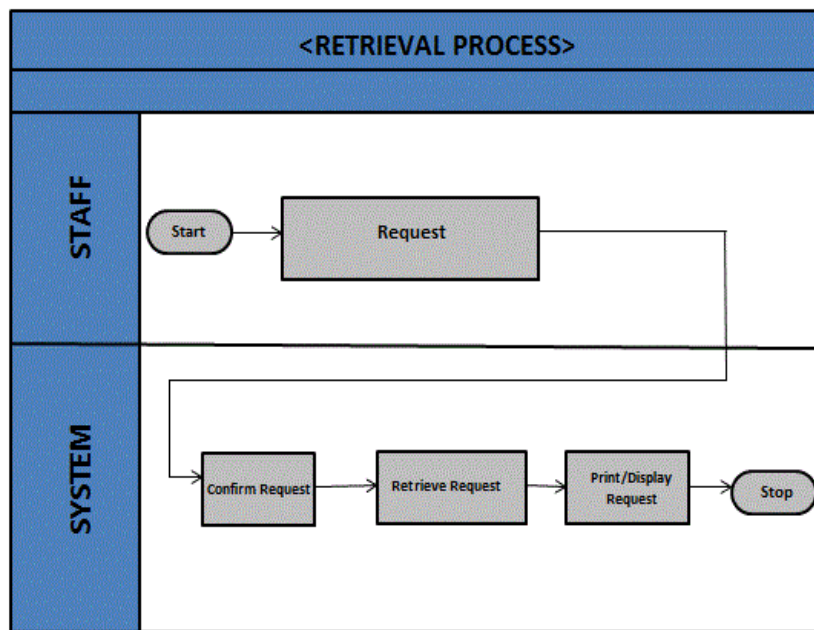 <RETRIEVAL PROCESS>
STAFF
Start
Request
SYSTEM
Confirm Request
Retrieve Request
Print/Display
Request
Stop